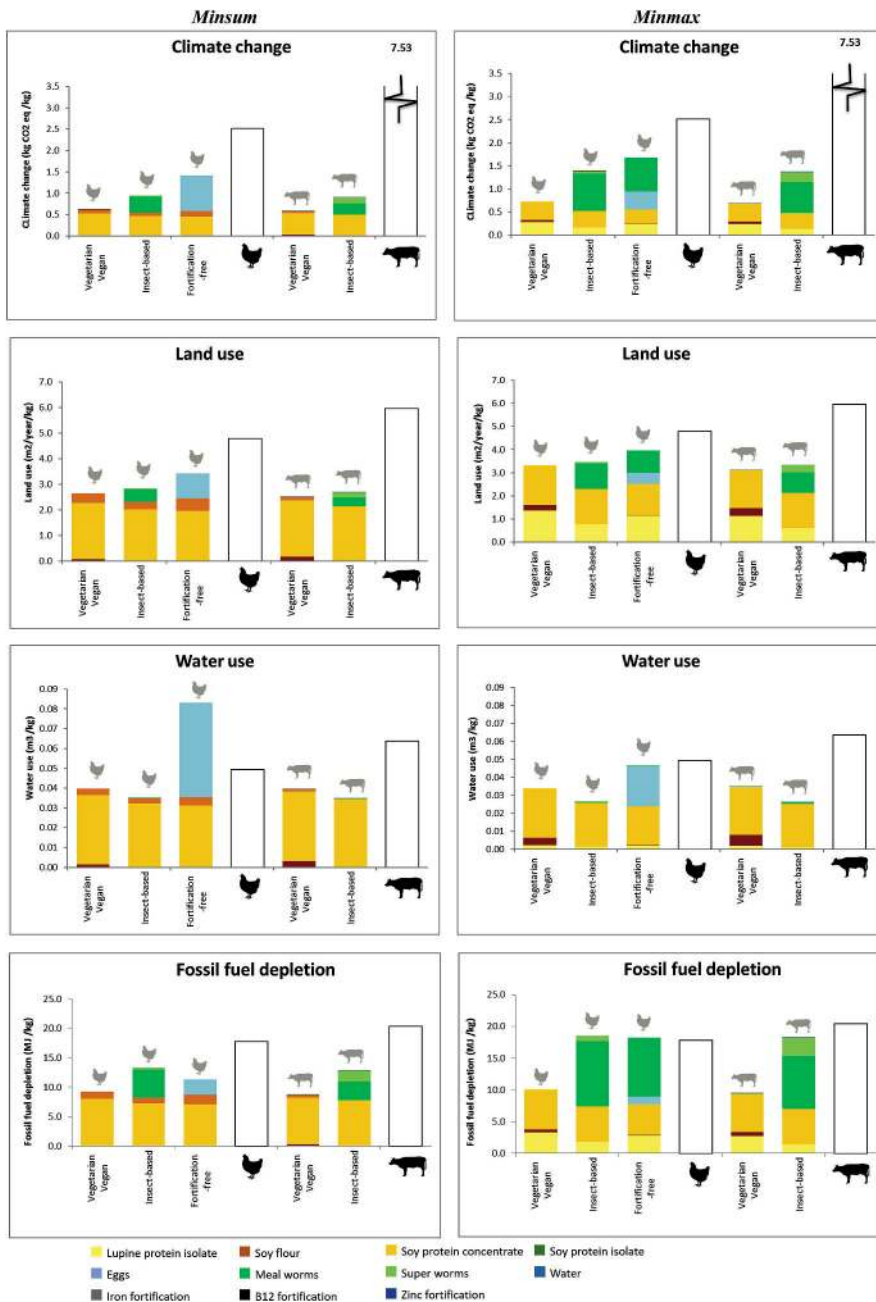 Minsum
Minmax
Climate change
7.53
CLimate change (kg CO2 eq /kg)
3.5
3.0
2.5
2.0
1.5
1.0
0.5
0.0
Vegetarian
Vegan
Insect-based
Fortification
-free
Vegetarian
Vegan
Insect-based
Climate change
7.53
Climate change (kg CO2 eq /kg)
3.5
3.0
2.5
2.0
1.5
1.0
0.5
0.0
Vegetarian
Vegan
Insect-based
Fortification
-free
Vegetarian
Vegan
Insect-based
Land use
Land use (m2/year/kg)
7.0
6.0
5.0
4.0
3.0
2.0
1.0
0.0
Vegetarian
Vegan
Insect-based
Fortification
-free
Vegetarian
Vegan
Insect-based
Land use
Land use (m2/year/kg)
7.0
6.0
5.0
4.0
3.0
2.0
1.0
0.0
Vegetarian
Vegan
Insect-based
Fortification
-free
Vegetarian
Vegan
Insect-based
Water use
Water use (m3 /kg)
0.09
0.08
0.07
0.06
0.05
0.04
0.03
0.02
0.01
0.00
Vegetarian
Vegan
Insect-based
Fortification
-free
Vegetarian
Vegan
Insect-based
Water use
Water use (m3 /kg)
0.09
0.08
0.07
0.06
0.05
0.04
0.03
0.02
0.01
0.00
Vegetarian
Vegan
Insect-based
Fortification
-free
Vegetarian
Vegan
Insect-based
Fossil fuel depletion
Fossil fuel depletion (MJ /kg)
25.0
20.0
15.0
10.0
5.0
0.0
Vegetarian
Vegan
Insect-based
Fortification
-free
Vegetarian
Vegan
Insect-based
Fossil fuel depletion
Fossil fuel depletion (MJ /kg)
25.0
20.0
15.0
10.0
5.0
0.0
Vegetarian
Vegan
Insect-based
Fortification
-free
Vegetarian
Vegan
Insect-based
Lupine protein isolate Soy flour Soy protein concentrate Soy protein isolate
Eggs Meal worms Super worms Water
Iron fortification B12 fortification Zinc fortification